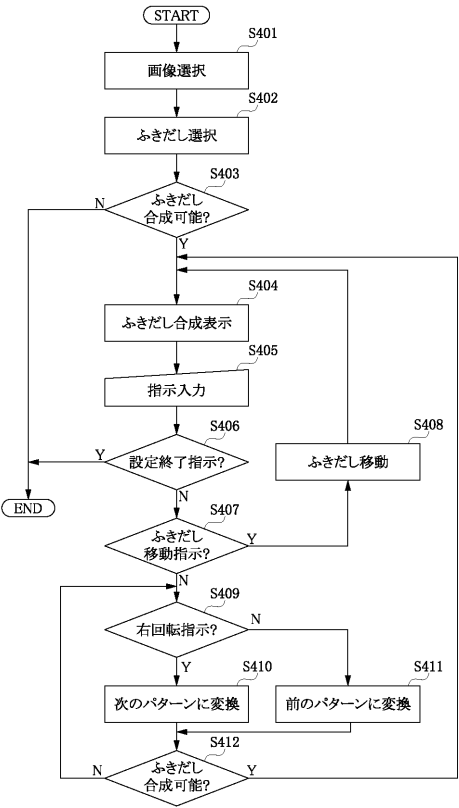 START
S401
画像選択
S402
ふきだし選択
S403
ふきだし
合成可能?
N
Y
S404
ふきだし合成表示
S405
指示入力
S406
設定終了指示?
Y
N
S408
ふきだし移動
END
S407
ふきだし
移動指示?
Y
N
S409
右回転指示?
N
Y
S410
次のパターンに変換
S411
前のパターンに変換
S412
ふきだし
合成可能?
N
Y